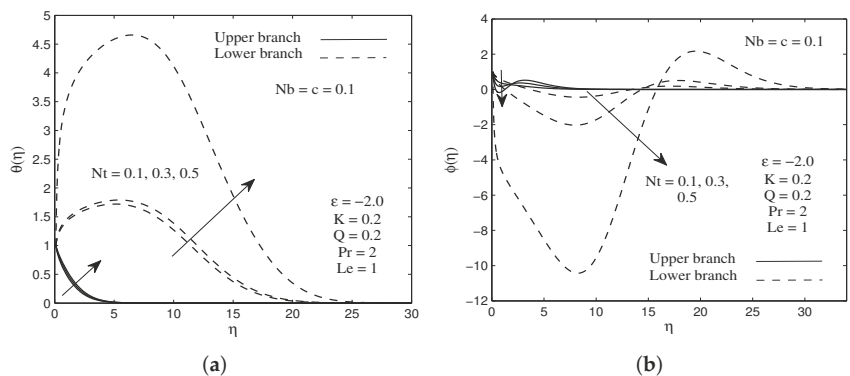 5
4.5
4
3.5
3
2.5
2
1.5
1
0.5
0
0 5 10 15 20 25 30
θ(η)
η
Upper branch
Lower branch
Nb = c = 0.1
Nt = 0.1, 0.3, 0.5
ε = −2.0
K = 0.2
Q = 0.2
Pr = 2
Le = 1
(a)
4
2
0
−2
−4
−6
−8
−10
−12
0 5 10 15 20 25 30
ϕ(η)
η
Nb = c = 0.1
Nt = 0.1, 0.3,
0.5
ε = −2.0
K = 0.2
Q = 0.2
Pr = 2
Le = 1
Upper branch
Lower branch
(b)